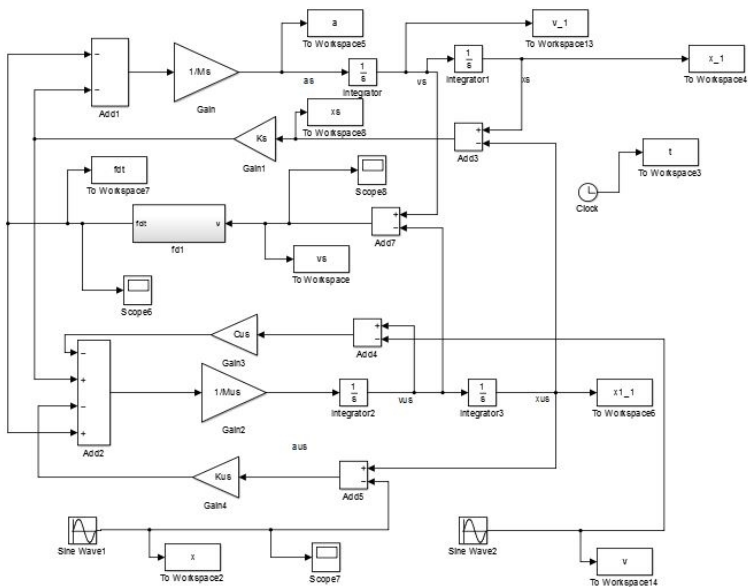 a
To Workspace5
v_1
To Workspace13
1/Ms
Gain
Add1
as
1
s
Integrator
vs
1
s
Integrator1
xs
x_1
To Workspace4
xs
To Workspace8
Ks
Gain1
Add3
fdt
To Workspace7
Scope8
t
To Workspace3
Clock
fdt
v
fd1
Add7
vs
To Workspace
Scope6
Cus
Gain3
Add4
1/Mus
Gain2
1
s
Integrator2
vus
1
s
Integrator3
xus
x1_1
To Workspace6
Add2
aus
Kus
Gain4
Add5
Sine Wave1
x
To Workspace2
Scope7
Sine Wave2
v
To Workspace14